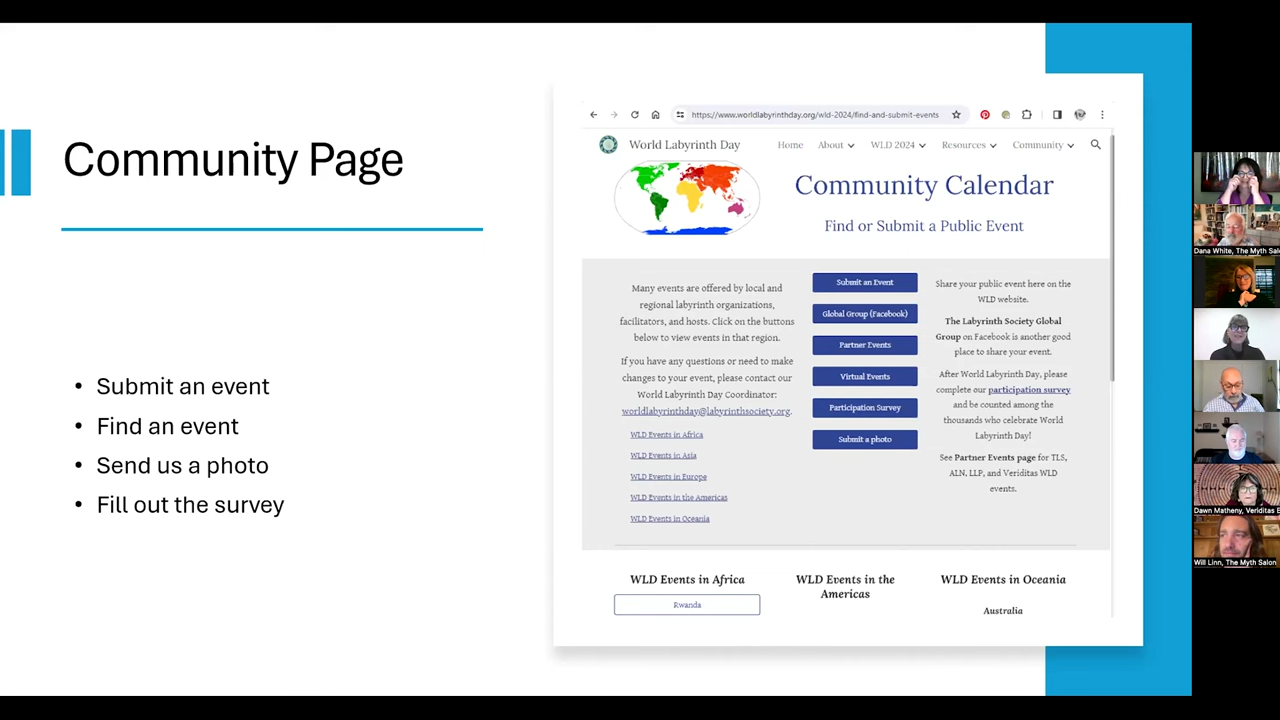 Community Page
• Submit an event
• Find an event
• Send us a photo
• Fill out the survey
https://www.worldlabyrinthday.org/wld-2024/find-and-submit-events
World Labyrinth Day
Home
About
WLD 2024
Resources
Community
Community Calendar
Find or Submit a Public Event
Many events are offered by local and
regional labyrinth organizations,
facilitators, and hosts. Click on the buttons
below to view events in that region.
If you have any questions or need to make
changes to your event, please contact our
World Labyrinth Day Coordinator:
worldlabyrinthday@labyrinthsociety.org.
WLD Events in Africa
WLD Events in Asia
WLD Events in Europe
WLD Events in the Americas
WLD Events in Oceania
Submit an Event
Global Group (Facebook)
Partner Events
Virtual Events
Participation Survey
Submit a photo
Share your public event here on the
WLD website.
The Labyrinth Society Global
Group on Facebook is another good
place to share your event.
After World Labyrinth Day, please
complete our participation survey
and be counted among the
thousands who celebrate World
Labyrinth Day!
See Partner Events page for TLS,
ALN, LLP, and Veriditas WLD
events.
WLD Events in Africa
Rwanda
WLD Events in the
Americas
WLD Events in Oceania
Australia
Dana White, The Myth Sal
Dawn Matheny, Veriditas E
Will Linn, The Myth Salon